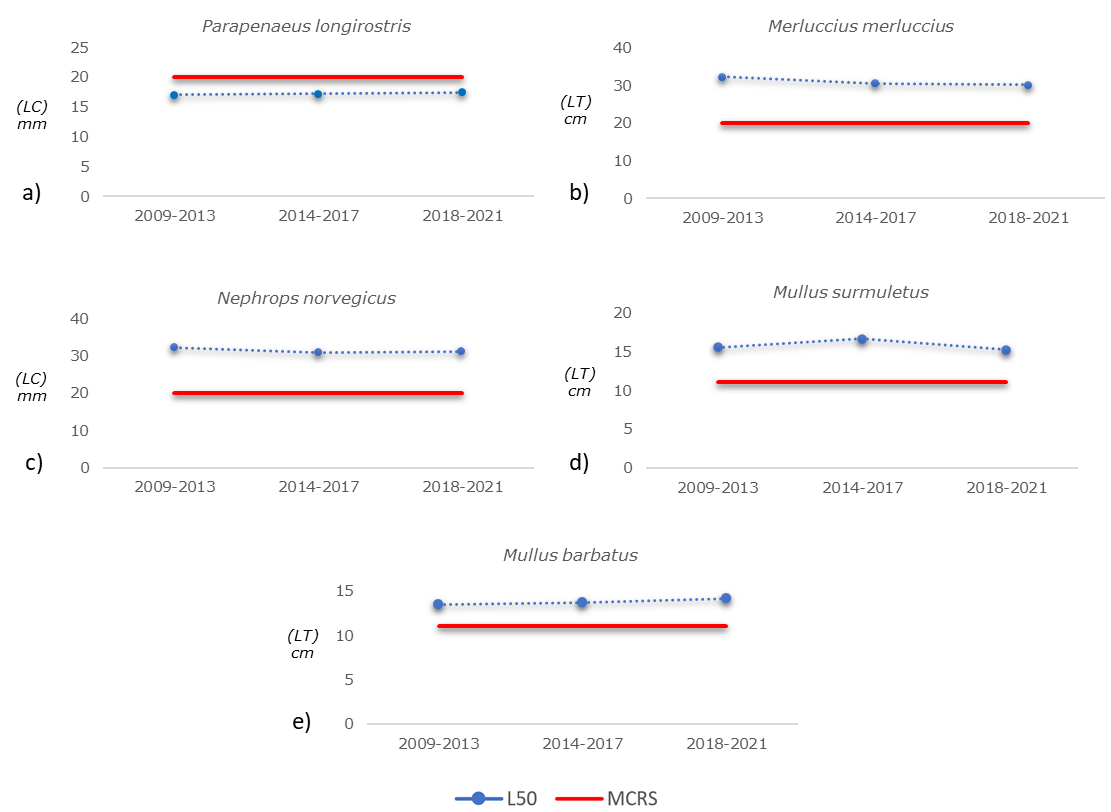 Parapenaeus longirostris
25
20
15
10
5
0
(LC)
mm
a)
2009-2013 2014-2017 2018-2021
Merluccius merluccius
40
30
20
10
0
(LT)
cm
b)
2009-2013 2014-2017 2018-2021
Nephrops norvegicus
40
30
20
10
0
(LC)
mm
c)
2009-2013 2014-2017 2018-2021
Mullus surmuletus
20
15
10
5
0
(LT)
cm
d)
2009-2013 2014-2017 2018-2021
Mullus barbatus
15
10
5
0
(LT)
cm
e)
2009-2013 2014-2017 2018-2021
L50 MCRS